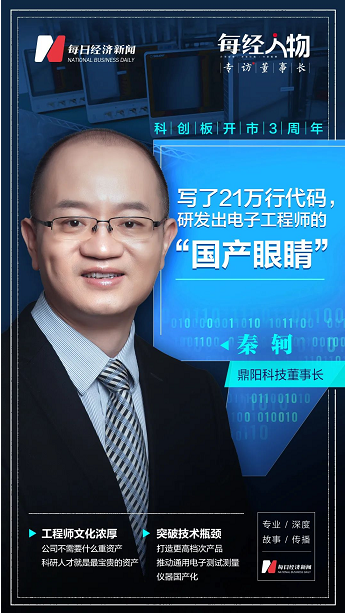 每日经济新闻
NATIONAL BUSINESS DAILY
每经人物
专访董事长
科创板开市3周年
写了21万行代码，
研发出电子工程师的
“国产眼睛”
秦轲
鼎阳科技董事长
工程师文化浓厚
公司不需要什么重资产
科研人才就是最宝贵的资产
突破技术瓶颈
打造更高档次产品
推动通用电子测试测量
仪器国产化
专业/深度
故事/传播
每日经济新闻